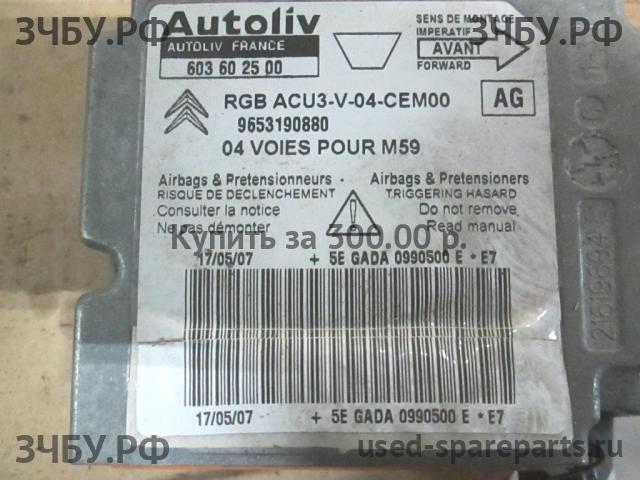 ЗЧБУ.РФ
ЗЧБУ.РФ
Autoliv
AUTOLIV FRANCE
603 60 25 00
SENS DE MONTAGE
IMPERATIF
AVANT
FORWARD
RGB ACU3-V-04-CEM00
AG
9653190880
04 VOIES POUR M59
Airbags & Pretensionneurs
RISQUE DE DECLENCHEMENT
Consulter la notice
Ne pas démonter
Airbags & Pretensioners
TRIGGERING HASARD
Do not remove
Read manual
Купить за 300.00 р.
17/05/07 + 5E GADA 0990500 E * E7
17/05/07 + 5E GADA 0990500 E * E7
ЗЧБУ.РФ
used-spareparts.ru